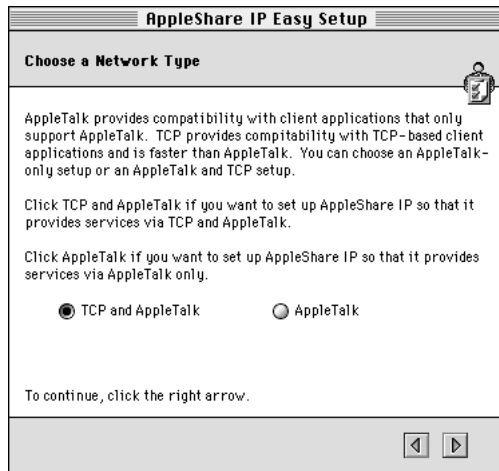 AppleShare IP Easy Setup
Choose a Network Type
AppleTalk provides compatibility with client applications that only
support AppleTalk. TCP provides compitability with TCP-based client
applications and is faster than AppleTalk. You can choose an AppleTalk-
only setup or an AppleTalk and TCP setup.
Click TCP and AppleTalk if you want to set up AppleShare IP so that it
provides services via TCP and AppleTalk.
Click AppleTalk if you want to set up AppleShare IP so that it provides
services via AppleTalk only.
TCP and AppleTalk AppleTalk
To continue, click the right arrow.